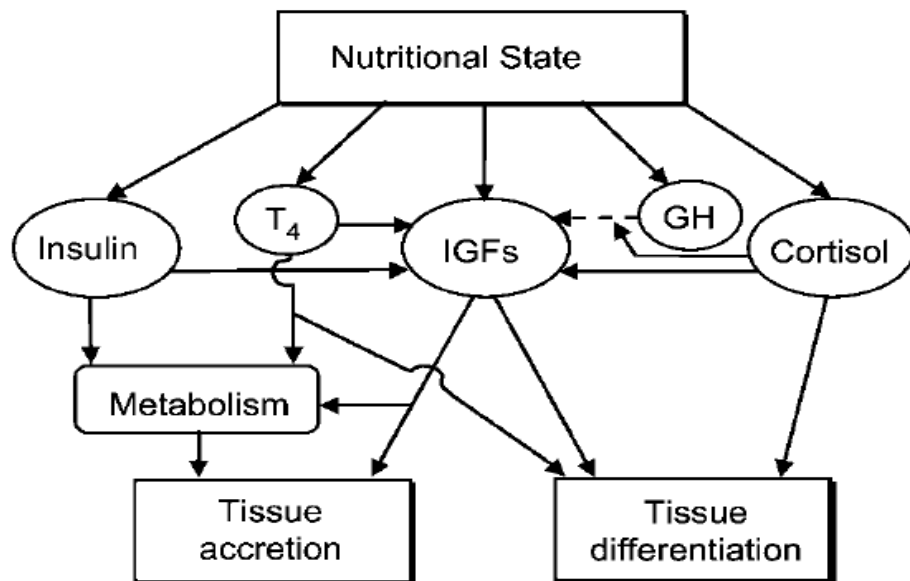 Nutritional State
Insulin
T4
IGFs
GH
Cortisol
Metabolism
Tissue
accretion
Tissue
differentiation